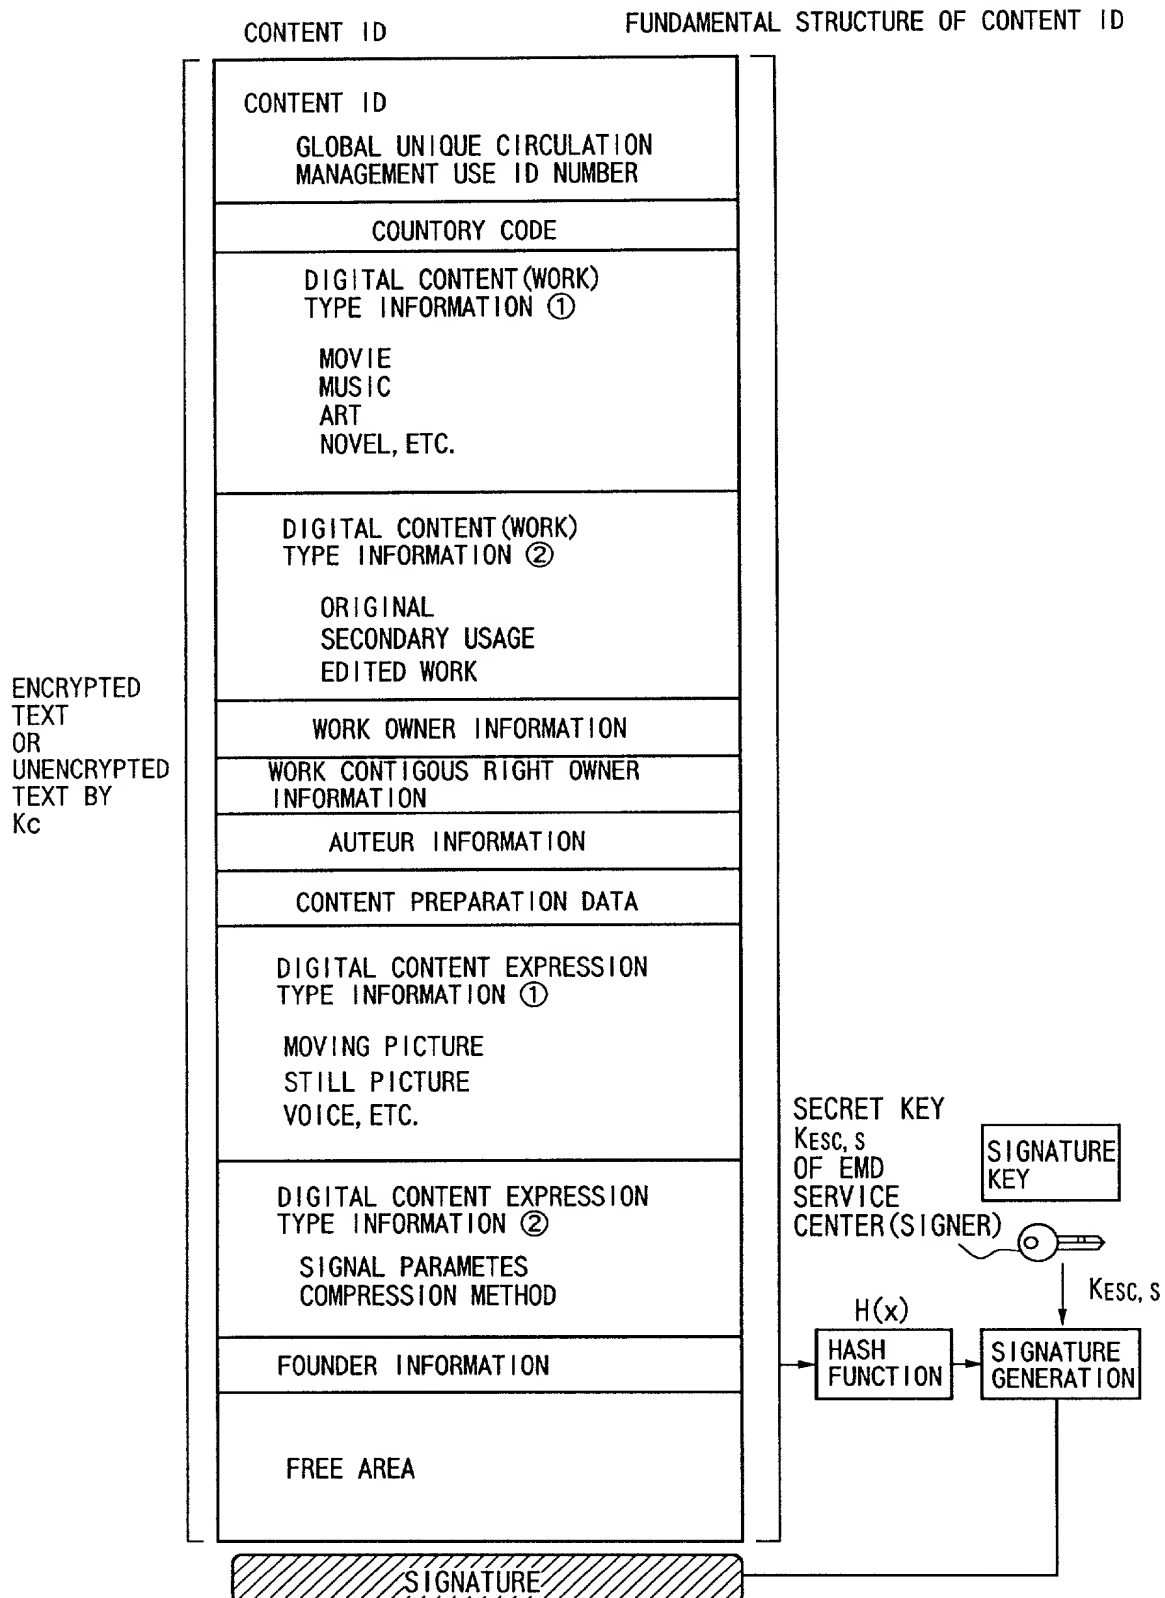 CONTENT ID
FUNDAMENTAL STRUCTURE OF CONTENT ID
CONTENT ID
GLOBAL UNIQUE CIRCULATION
MANAGEMENT USE ID NUMBER
COUNTORY CODE
DIGITAL CONTENT(WORK)
TYPE INFORMATION ①
MOVIE
MUSIC
ART
NOVEL, ETC.
DIGITAL CONTENT(WORK)
TYPE INFORMATION ②
ORIGINAL
SECONDARY USAGE
EDITED WORK
ENCRYPTED
TEXT
OR
UNENCRYPTED
TEXT BY
Kc
WORK OWNER INFORMATION
WORK CONTIGOUS RIGHT OWNER
INFORMATION
AUTEUR INFORMATION
CONTENT PREPARATION DATA
DIGITAL CONTENT EXPRESSION
TYPE INFORMATION ①
MOVING PICTURE
STILL PICTURE
VOICE, ETC.
DIGITAL CONTENT EXPRESSION
TYPE INFORMATION ②
SIGNAL PARAMETES
COMPRESSION METHOD
FOUNDER INFORMATION
FREE AREA
SIGNATURE
SECRET KEY
KESC, S
OF EMD
SERVICE
CENTER(SIGNER)
SIGNATURE
KEY
KESC, S
H(x)
HASH
FUNCTION
SIGNATURE
GENERATION